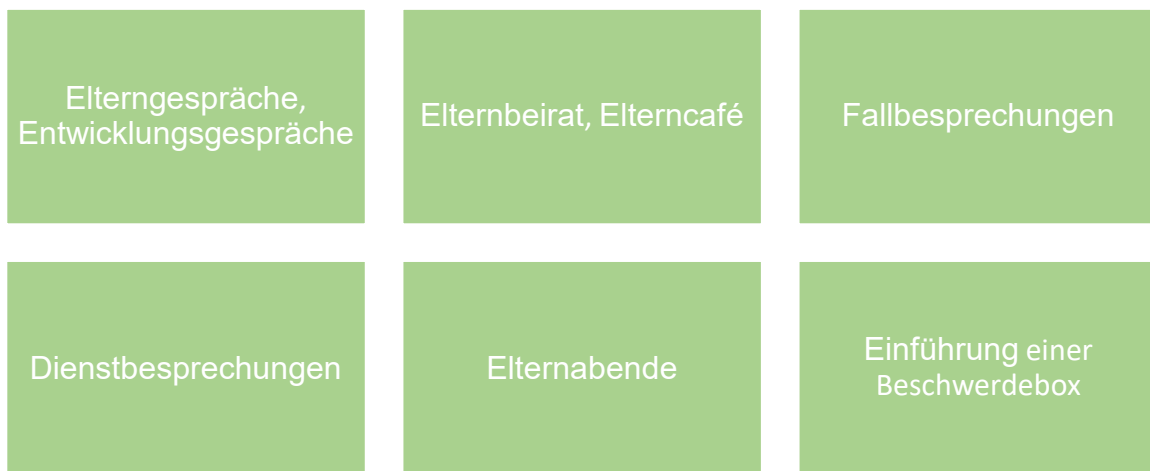 Elterngespräche,
Entwicklungsgespräche
Elternbeirat, Elterncafé
Fallbesprechungen
Dienstbesprechungen
Elternabende
Einführung einer
Beschwerdebox